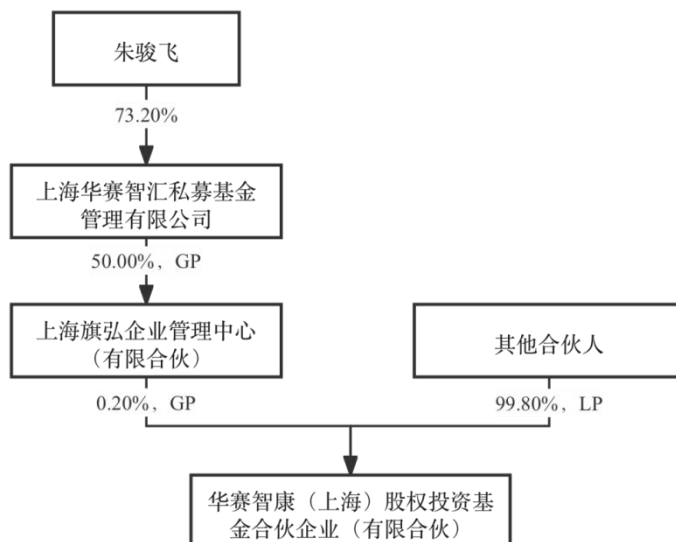 朱骏飞
73.20%
上海华赛智汇私募基金
管理有限公司
50.00%，GP
上海旗弘企业管理中心
（有限合伙）
其他合伙人
0.20%，GP
99.80%，LP
华赛智康（上海）股权投资基
金合伙企业（有限合伙）